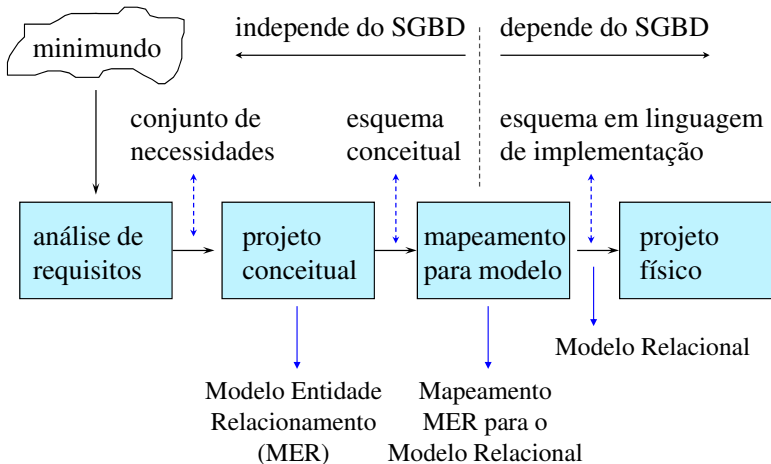 minimundo
independe do SGBD
depende do SGBD
conjunto de
necessidades
esquema
conceitual
esquema em linguagem
de implementação
análise de
requisitos
projeto
conceitual
mapeamento
para modelo
projeto
físico
Modelo Relacional
Modelo Entidade
Relacionamento
(MER)
Mapeamento
MER para o
Modelo Relacional